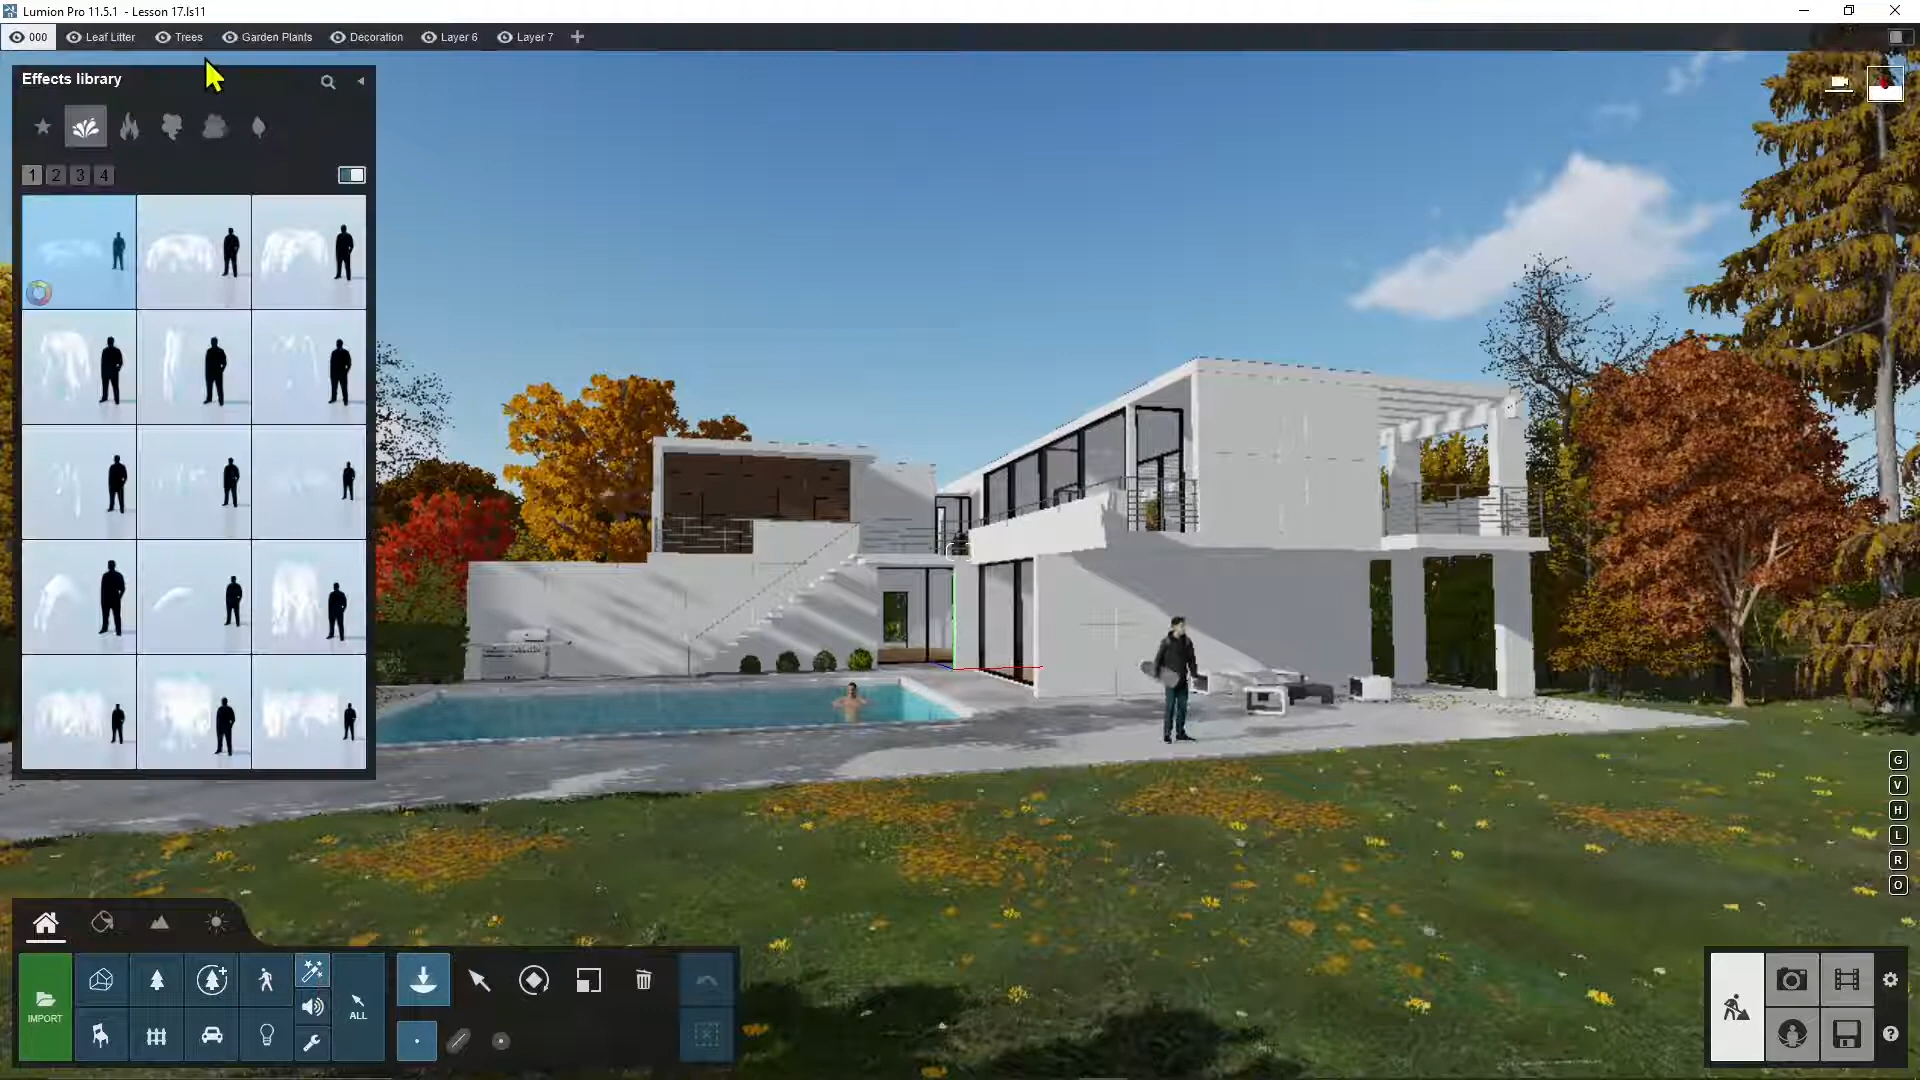 Lumion Pro 11.5.1 - Lesson 17.ls11
000 Leaf Litter Trees Garden Plants Decoration Layer 6 Layer 7 +
Effects library
1 2 3 4
G
V
H
L
R
O
IMPORT
ALL
?